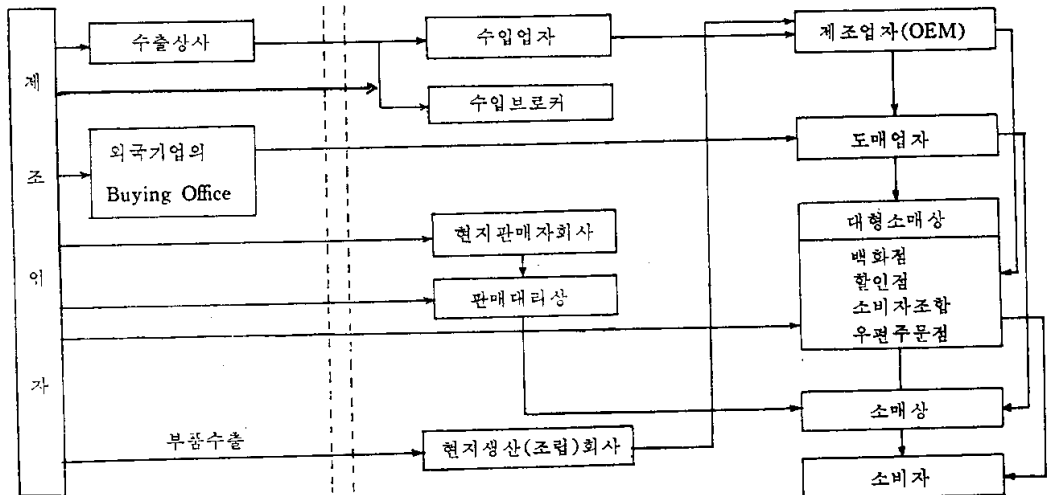 제
조
업
자
수출상사
수입업자
제조업자(OEM)
수입브로커
외국기업의
Buying Office
도매업자
대형소매상
현지판매자회사
백화점
할인점
소비자조합
우편주문점
판매대리상
소매상
부품수출
현지생산(조립)회사
소비자